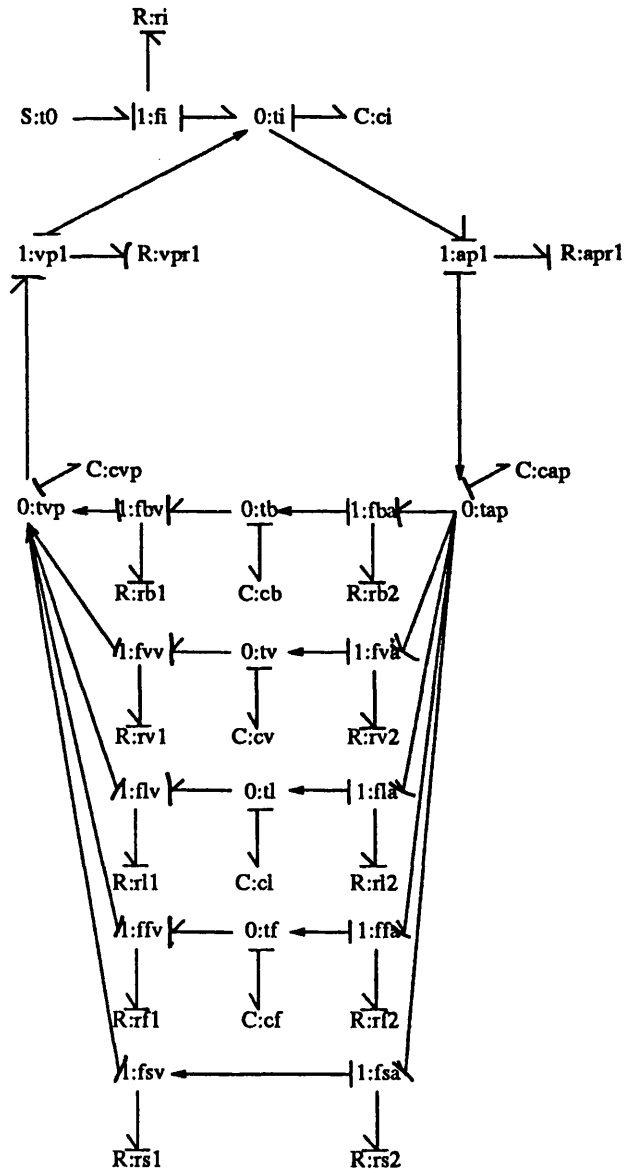 R:ri
S:t0 1:fi 0:ti C:ci
1:vp1 R:vpr1 1:ap1 R:apr1
C:cvp C:cap
0:tvp 1:fbv 0:tb 1:fba 0:tap
R:rb1 C:cb R:rb2
1:fvv 0:tv 1:fva
R:rv1 C:cv R:rv2
1:flv 0:tl 1:fla
R:rl1 C:cl R:rl2
1:ffv 0:tf 1:ffa
R:rf1 C:cf R:rf2
1:fsv 1:fsa
R:rs1 R:rs2